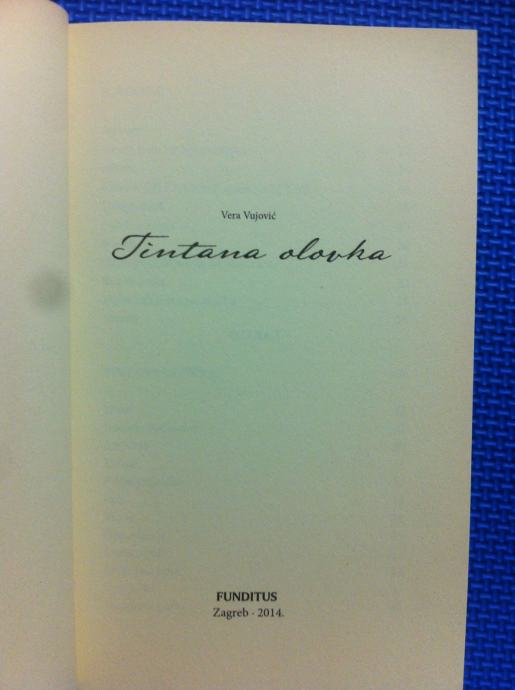 Vera Vujović
Tintana olovka
FUNDITUS
Zagreb · 2014.